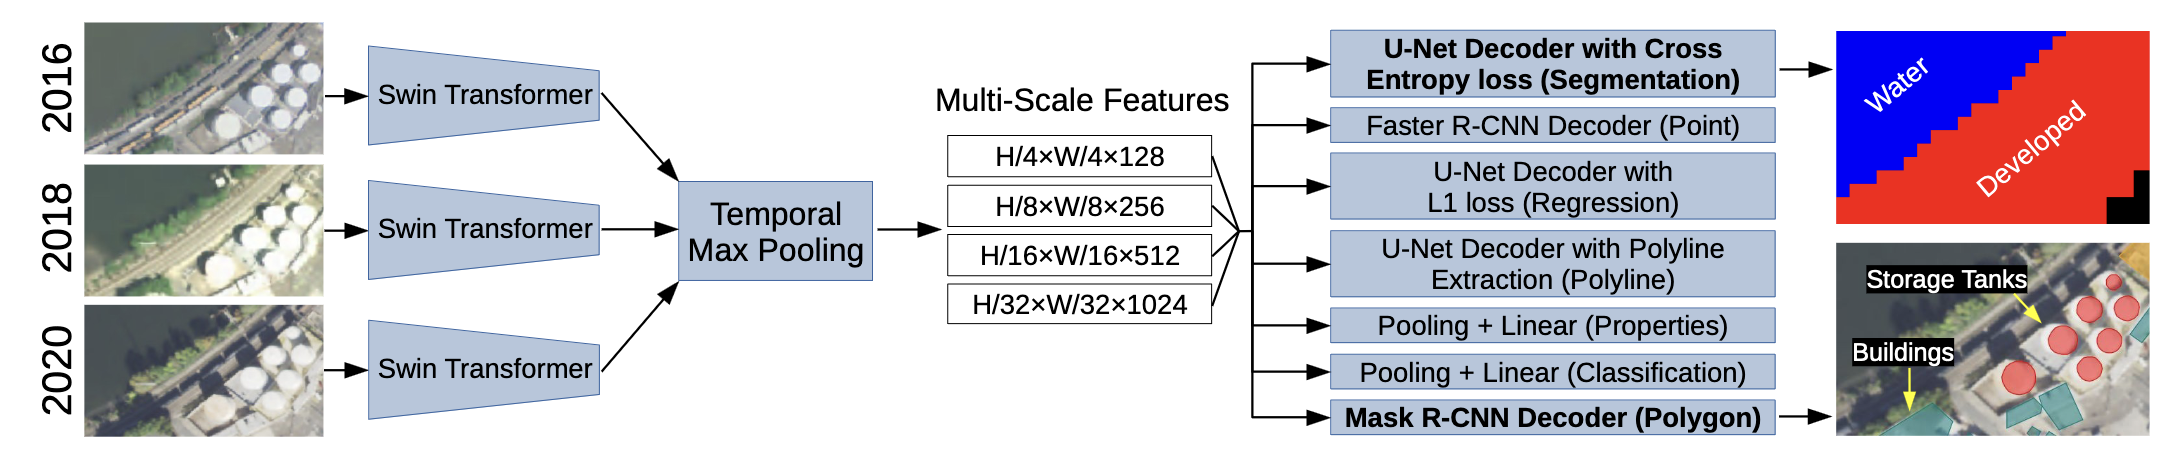 2016
Swin Transformer
2018
Swin Transformer
2020
Swin Transformer
Temporal
Max Pooling
Multi-Scale Features
H/4×W/4×128
H/8×W/8×256
H/16×W/16×512
H/32×W/32×1024
U-Net Decoder with Cross
Entropy loss (Segmentation)
Faster R-CNN Decoder (Point)
U-Net Decoder with
L1 loss (Regression)
U-Net Decoder with Polyline
Extraction (Polyline)
Pooling + Linear (Properties)
Pooling + Linear (Classification)
Mask R-CNN Decoder (Polygon)
Water
Developed
Storage Tanks
Buildings